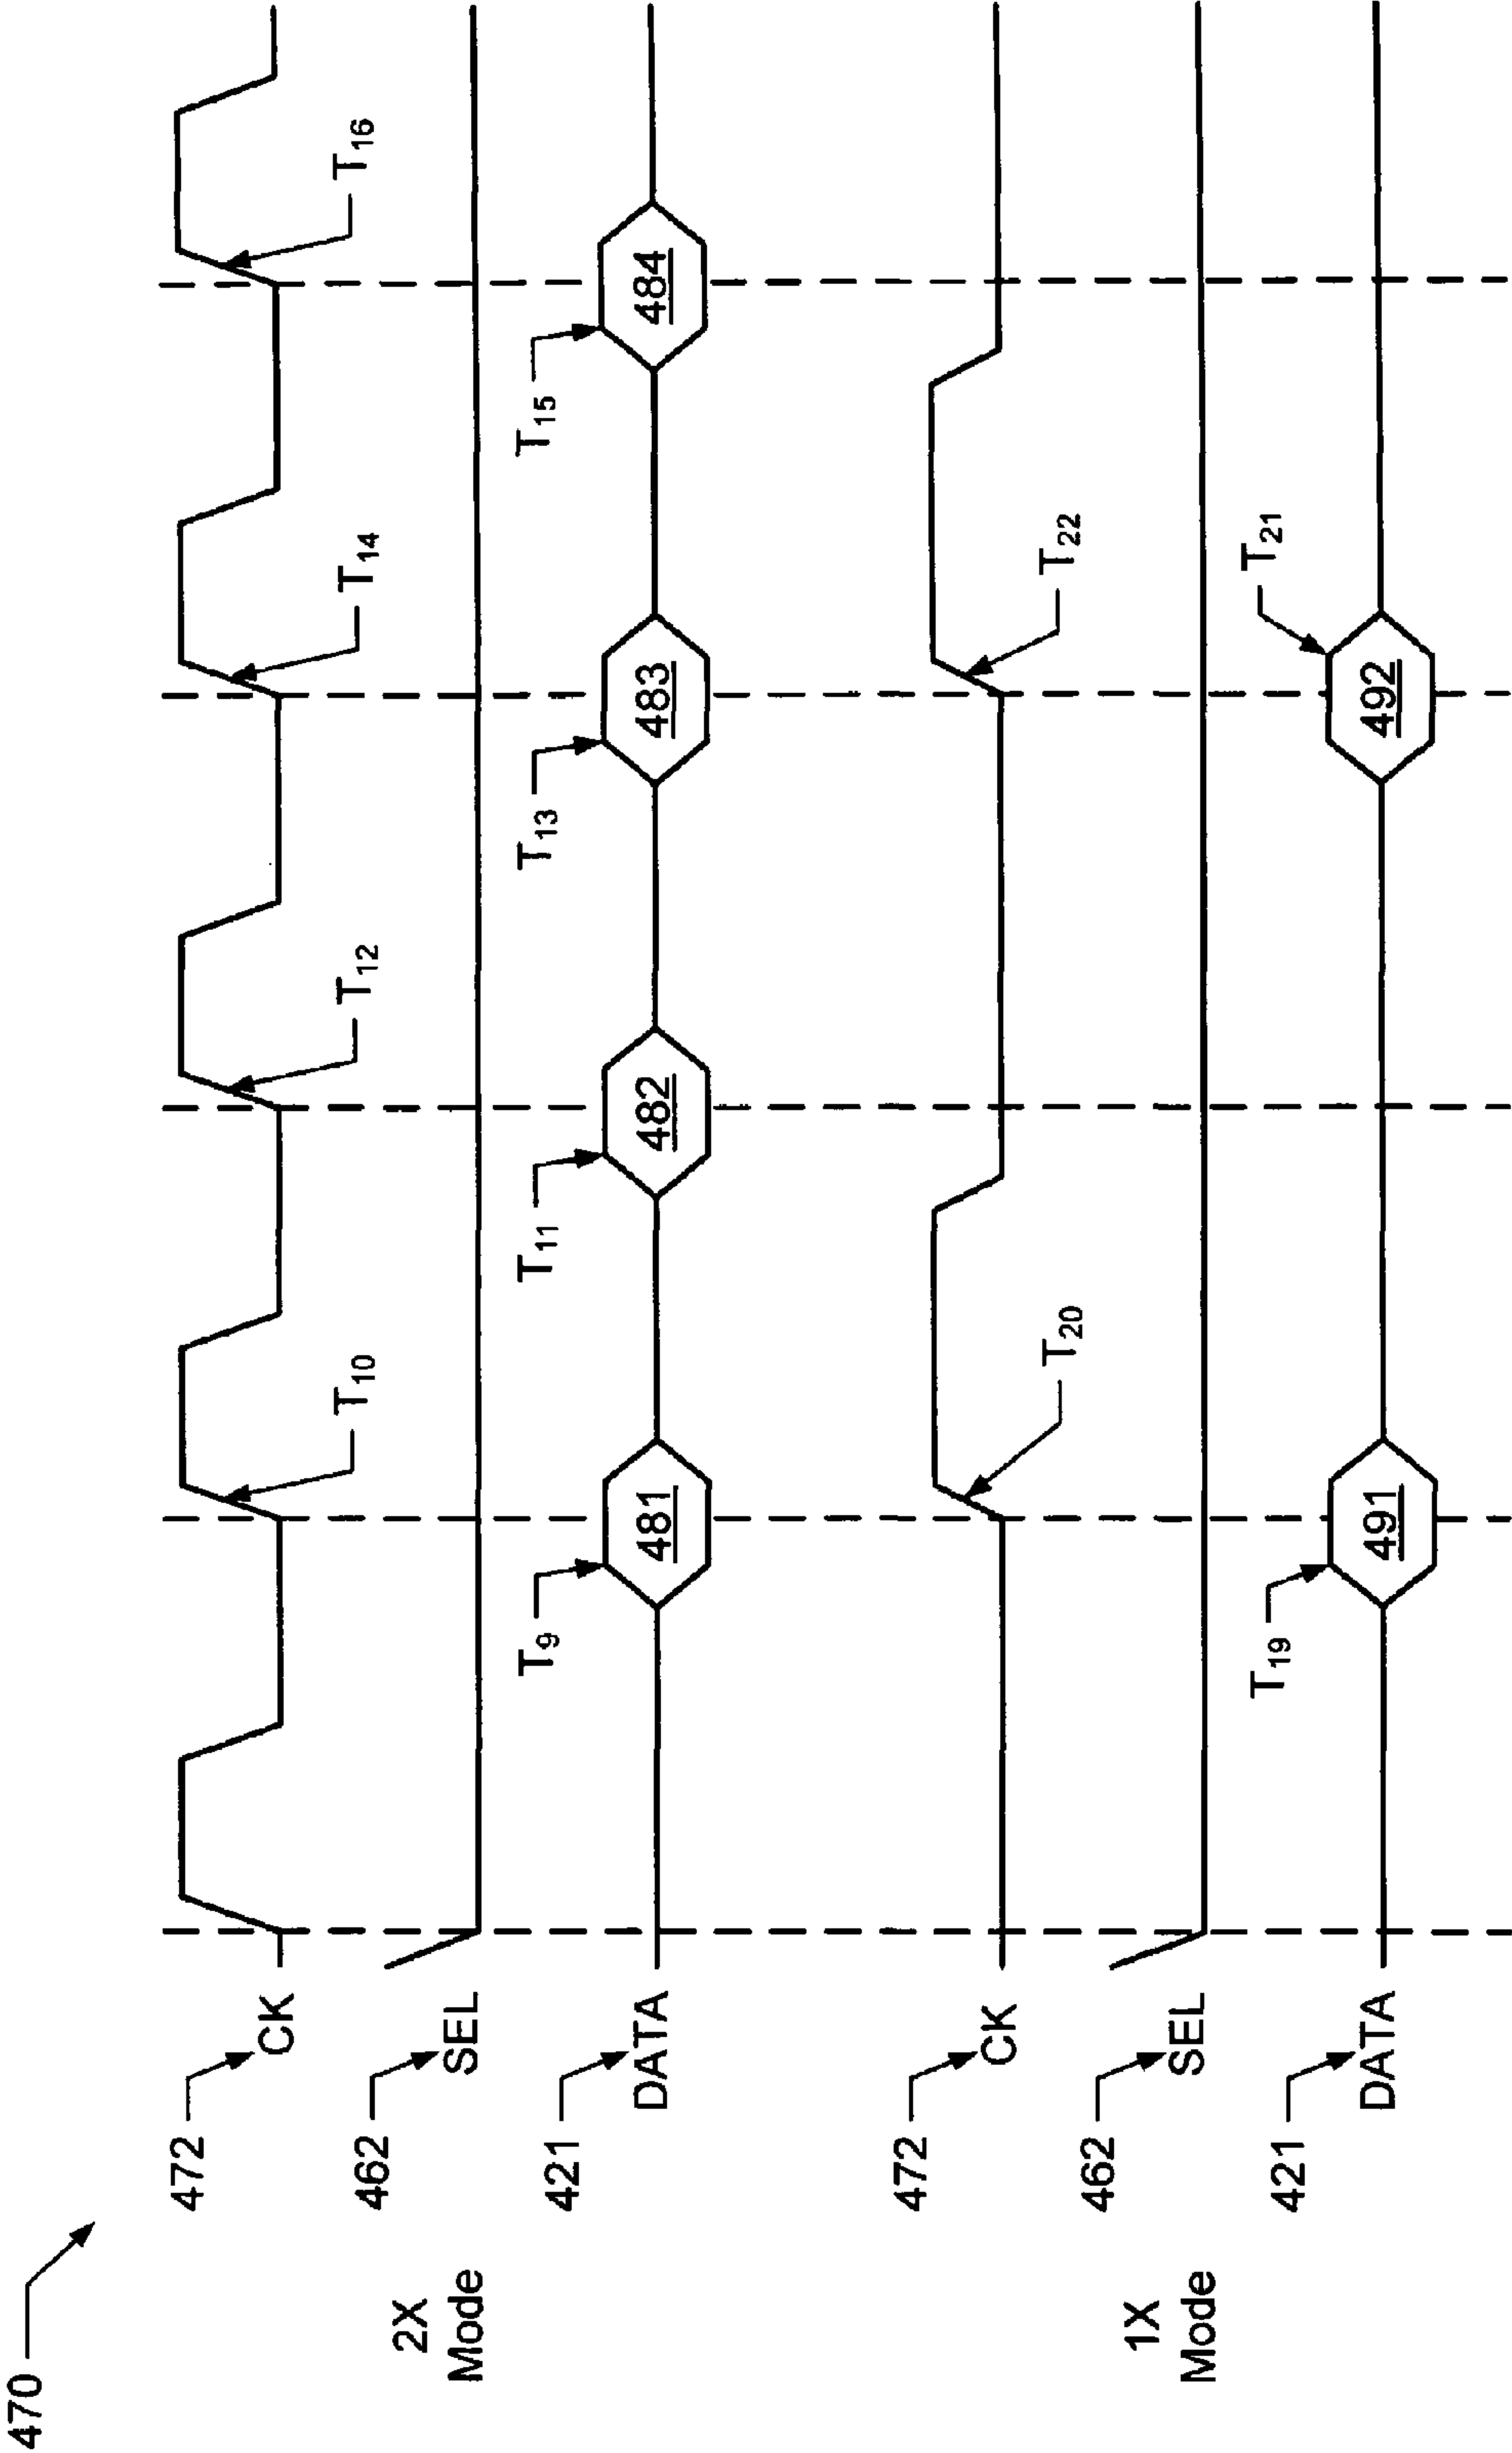 470
2X
Mode
472
CK
T10
T12
T14
T16
462
SEL
421
DATA
T9
481
T11
482
T13
483
T15
484
1X
Mode
472
CK
T20
T22
462
SEL
421
DATA
T19
491
492
T21